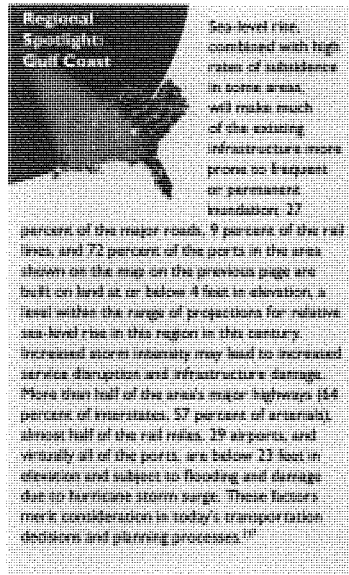 Regional
Spotlight:
Gulf Coast
Sea-level rise,
combined with high
rates of subsidence
in some areas,
will make much
of the existing
infrastructure more
prone to frequent
or permanent
inundation; 27
percent of the major roads, 9 percent of the rail
lines, and 72 percent of the ports in the area
shown on the map on the previous page are
built on land at or below 4 feet in elevation, a
level within the range of projections for relative
sea-level rise in this region in this century.
Increased storm intensity may lead to increased
service disruption and infrastructure damage.
More than half of the area's major highways (64
percent of interstates, 57 percent of arterials),
almost half of the rail miles, 29 airports, and
virtually all of the ports, are below 23 feet in
elevation and subject to flooding and damage
due to hurricane storm surge. These factors
merit consideration in today's transportation
decisions and planning processes.